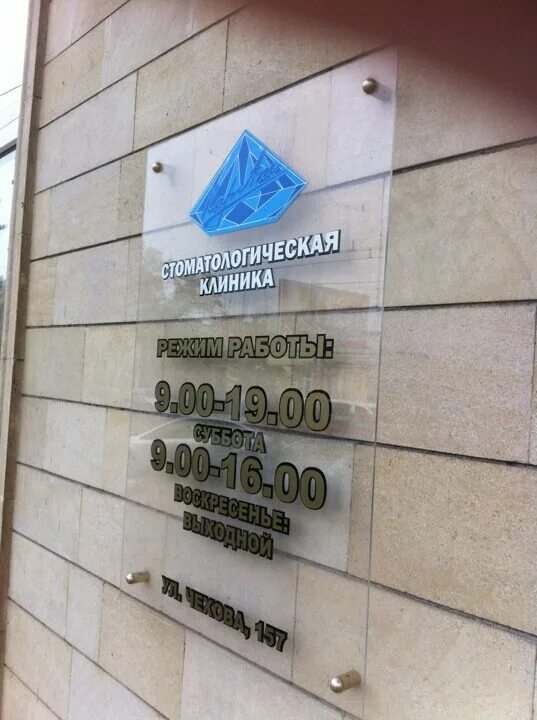 СТОМАТОЛОГИЧЕСКАЯ
КЛИНИКА
РЕЖИМ РАБОТЫ:
9.00-19.00
СУББОТА
9.00-16.00
ВОСКРЕСЕНЬЕ:
ВЫХОДНОЙ
УЛ. ЧЕХОВА, 157